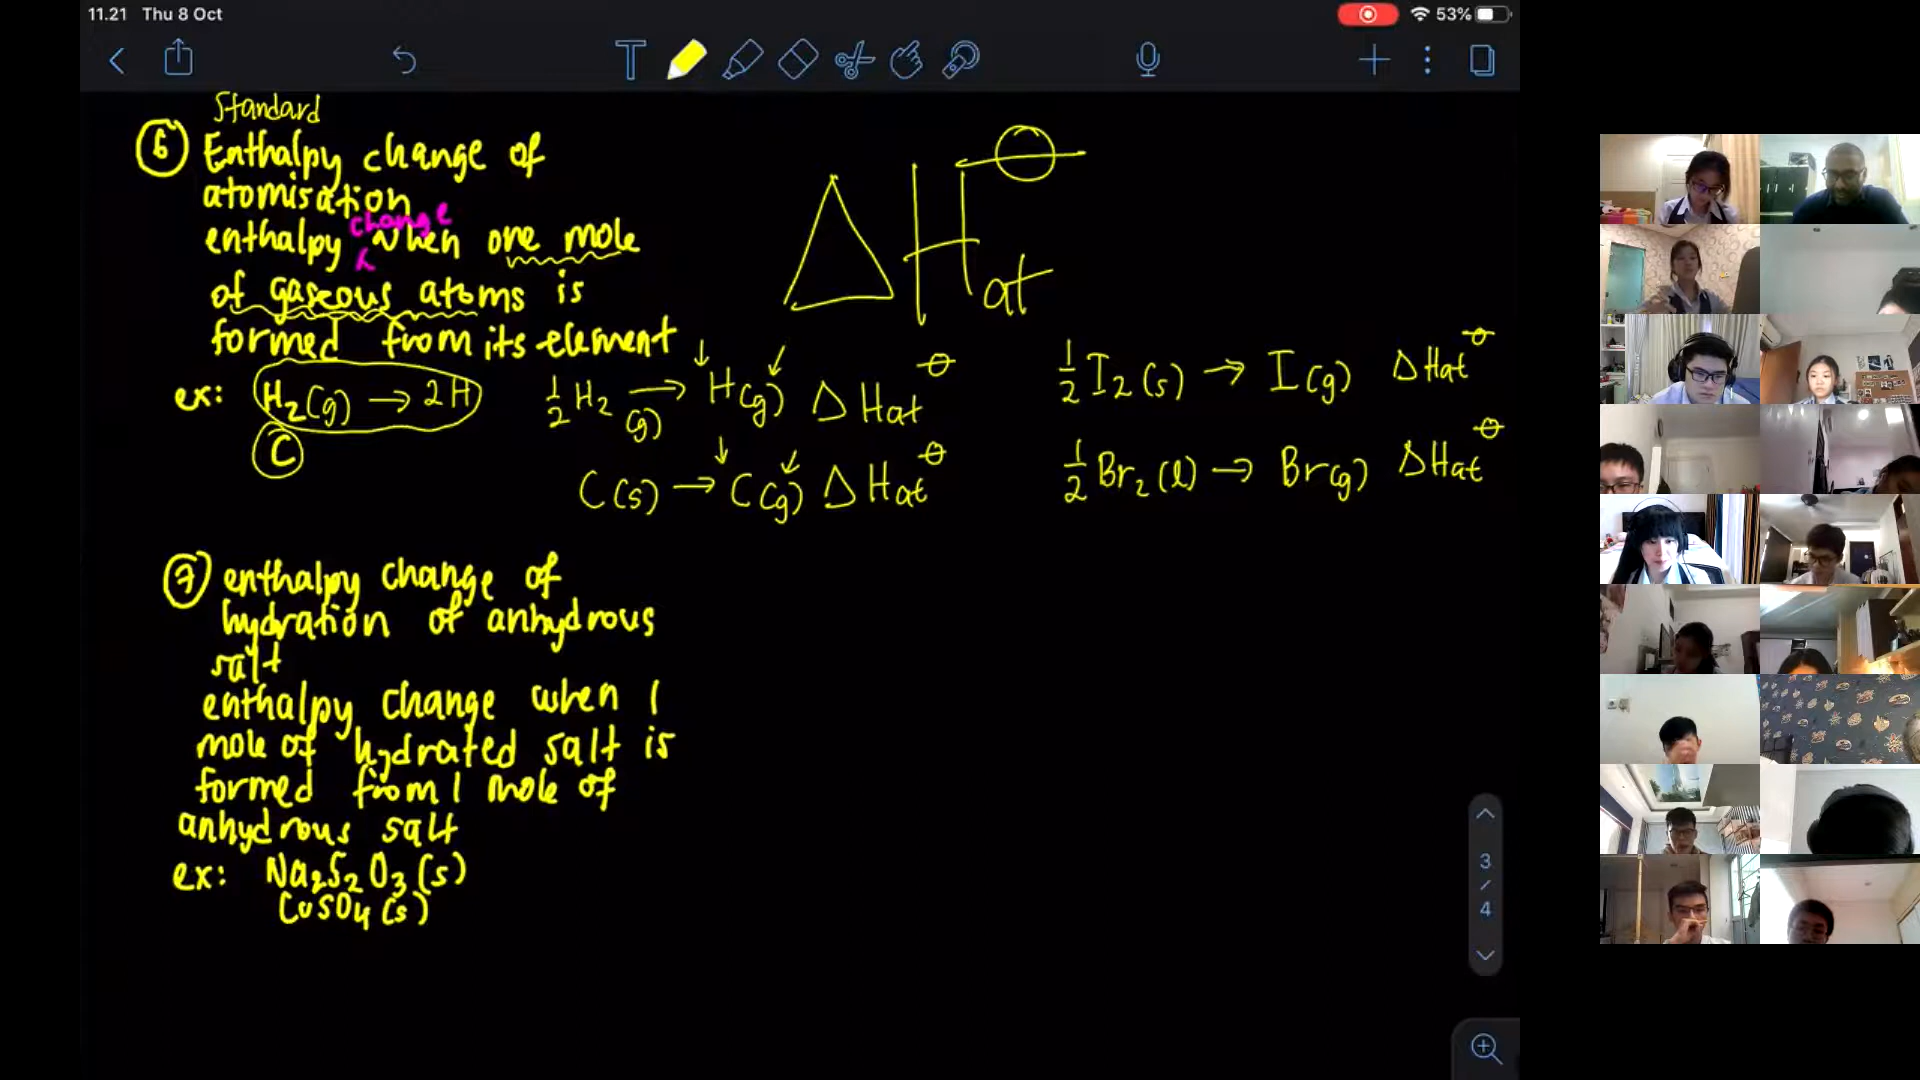 11.21 Thu 8 Oct
53%
Standard
6 Enthalpy change of
atomisation
change
enthalpy when one mole
of gaseous atoms is
formed from its element
ΔH⦵at
ex: H₂(g) → 2H
C
½H₂(g) → H(g) ΔHat⦵
C(s) → C(g) ΔHat⦵
½I₂(s) → I(g) ΔHat⦵
½Br₂(l) → Br(g) ΔHat⦵
7 enthalpy change of
hydration of anhydrous
salt
enthalpy change when 1
mole of hydrated salt is
formed from 1 mole of
anhydrous salt
ex: Na₂S₂O₃(s)
CuSO₄(s)
3
/
4